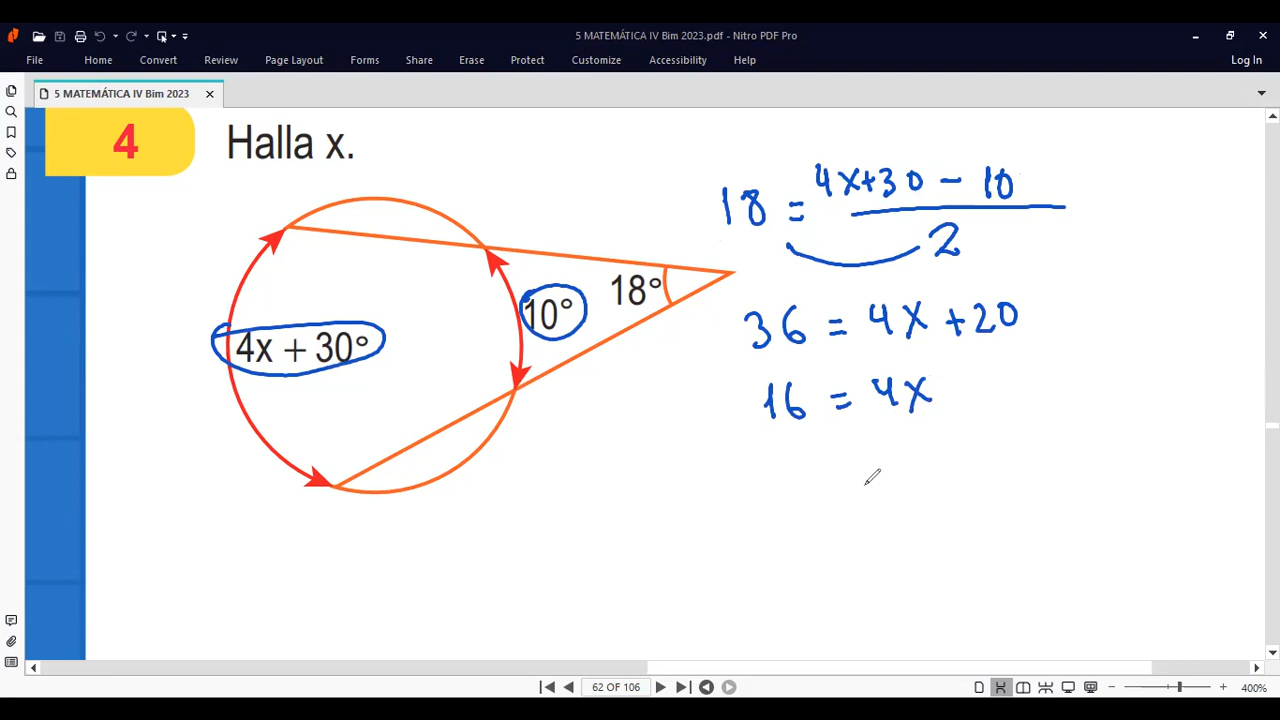 5 MATEMÁTICA IV Bim 2023.pdf - Nitro PDF Pro
File Home Convert Review Page Layout Forms Share Erase Protect Customize Accessibility Help Log In
5 MATEMÁTICA IV Bim 2023
4 Halla x.
18 = 4x+30 - 10
2
10°
18°
4x + 30°
36 = 4x +20
16 = 4x
62 OF 106
400%